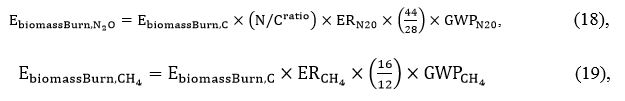 E_biomassBurn,N₂O = E_biomassBurn,C × (N/C^ratio) × ER_N20 × (44/28) × GWP_N20, (18),
E_biomassBurn,CH₄ = E_biomassBurn,C × ER_CH₄ × (16/12) × GWP_CH₄ (19),